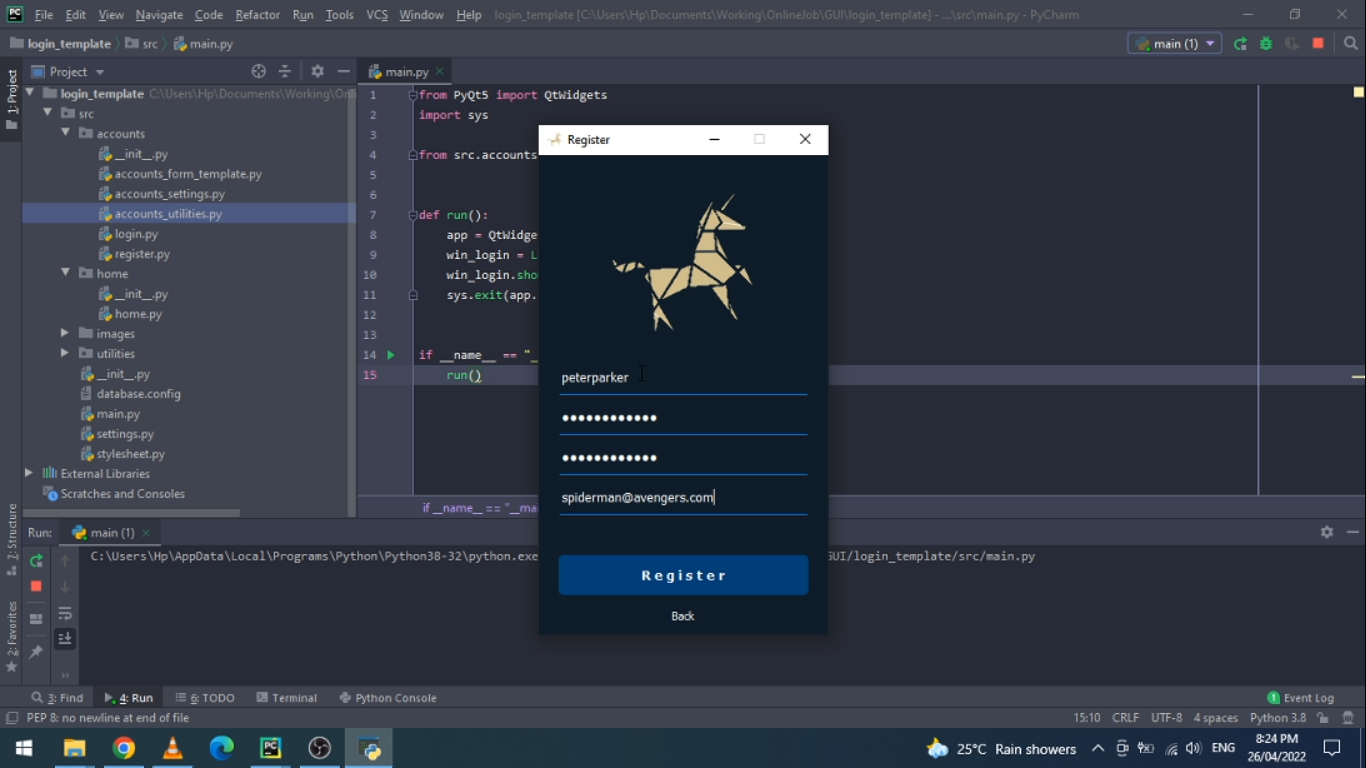 PC File Edit View Navigate Code Refactor Run Tools VCS Window Help login_template [C:\Users\Hp\Documents\Working\OnlineJob\GUI\login_template] - ...\src\main.py - PyCharm
login_template src main.py main (1)
1: Project
Project
main.py
login_template C:\Users\Hp\Documents\Working\Onli
src
accounts
__init__.py
accounts_form_template.py
accounts_settings.py
accounts_utilities.py
login.py
register.py
home
__init__.py
home.py
images
utilities
__init__.py
database.config
main.py
settings.py
stylesheet.py
External Libraries
Scratches and Consoles
1 from PyQt5 import QtWidgets
2 import sys
3
4 from src.accounts
5
6
7 def run():
8 app = QtWidge
9 win_login = L
10 win_login.sho
11 sys.exit(app.
12
13
14 if __name__ == "_
15 run()
if __name__ == "__mai
Register
peterparker
●●●●●●●●●●●●
●●●●●●●●●●●●
spiderman@avengers.com
Register
Back
7: Structure
2: Favorites
Run: main (1)
C:\Users\Hp\AppData\Local\Programs\Python\Python38-32\python.exe GUI/login_template/src/main.py
3: Find 4: Run 6: TODO Terminal Python Console 1 Event Log
PEP 8: no newline at end of file 15:10 CRLF UTF-8 4 spaces Python 3.8
25°C Rain showers ENG 8:24 PM
26/04/2022